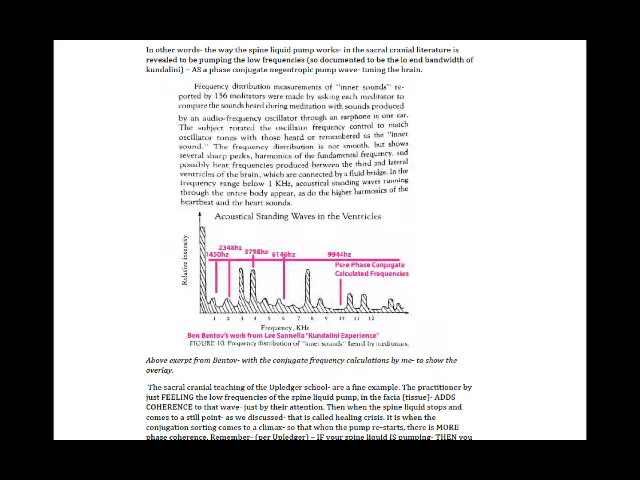 In other words- the way the spine liquid pump works- in the sacral cranial literature is
revealed to be pumping the low frequencies (so documented to be the lo end bandwidth of
kundalini) – AS a phase conjugate negentropic pump wave- tuning the brain.
Frequency distribution measurements of "inner sounds" re-
ported by 156 meditators were made by asking each meditator to
compare the sounds heard during meditation with sounds produced
by an audio-frequency oscillator through an earphone in one ear.
The subject rotated the oscillator frequency control to match
oscillator tones with those heard or remembered as the "inner
sound." The frequency distribution is not smooth, but shows
several sharp peaks, harmonics of the fundamental frequency, and
possibly beat frequencies produced between the third and lateral
ventricles of the brain, which are connected by a fluid bridge. In the
frequency range below 1 KHz, acoustical standing waves running
through the entire body appear, as do the higher harmonics of the
heartbeat and the heart sounds.
Acoustical Standing Waves in the Ventricles
Relative intensity
1450hz 2348hz 3798hz 6146hz 9944hz
Pure Phase Conjugate
Calculated Frequencies
1 2 3 4 5 6 7 8 9 10 11 12
Frequency, KHz
Ben Bentov's work from Lee Sannella "Kundalini Experience"
FIGURE 10. Frequency distribution of "inner sounds" heard by meditators.
Above exerpt from Bentov- with the conjugate frequency calculations by me- to show the
overlay.
The sacral cranial teaching of the Upledger school- are a fine example. The practitioner by
just FEELING the low frequencies of the spine liquid pump, in the facia (tissue)- ADDS
COHERENCE to that wave- just by their attention. Then when the spine liquid stops and
comes to a still point- as we discussed- that is called healing crisis. It is when the
conjugation sorting comes to a climax- so that when the pump re-starts, there is MORE
phase coherence. Remember- (per Upledger) – IF your spine liquid IS pumping- THEN you